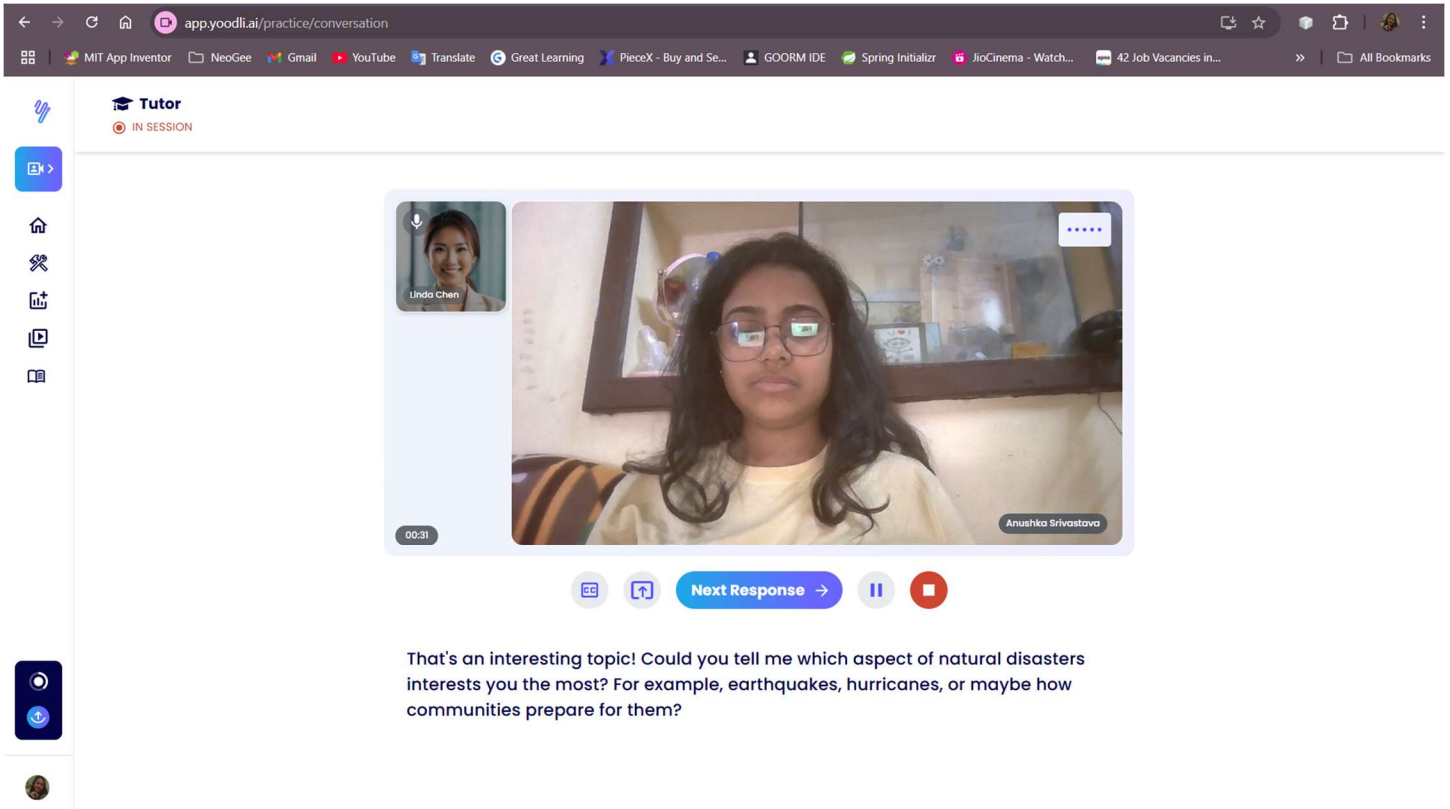 app.yoodli.ai/practice/conversation
MIT App Inventor NeoGee Gmail YouTube Translate Great Learning PieceX - Buy and Se... GOORM IDE Spring Initializr JioCinema - Watch... 42 Job Vacancies in... » All Bookmarks
Tutor
IN SESSION
Linda Chen
Anushka Srivastava
00:31
CC
Next Response →
That's an interesting topic! Could you tell me which aspect of natural disasters
interests you the most? For example, earthquakes, hurricanes, or maybe how
communities prepare for them?